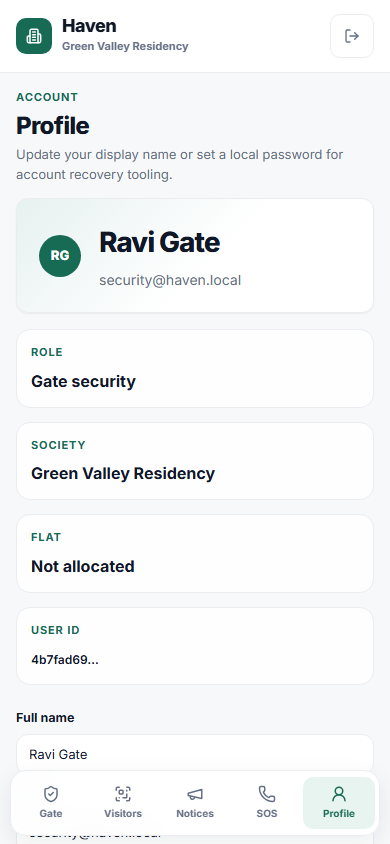 Haven
Green Valley Residency
ACCOUNT
Profile
Update your display name or set a local password for
account recovery tooling.
RG
Ravi Gate
security@haven.local
ROLE
Gate security
SOCIETY
Green Valley Residency
FLAT
Not allocated
USER ID
4b7fad69...
Full name
Ravi Gate
Gate
Visitors
Notices
SOS
Profile